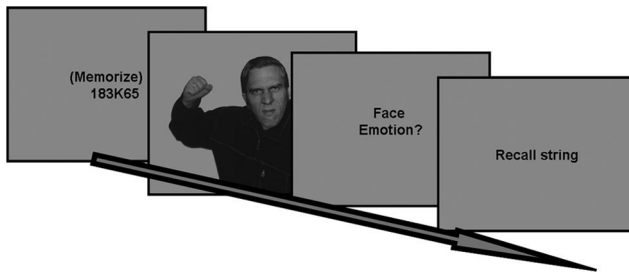 (Memorize)
183K65
Face
Emotion?
Recall string